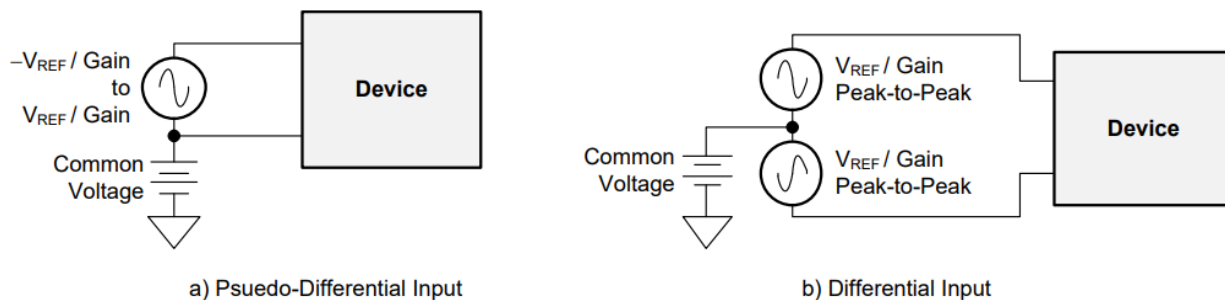 −VREF / Gain
to
VREF / Gain
Common
Voltage
Device
a) Psuedo-Differential Input
VREF / Gain
Peak-to-Peak
Common
Voltage
VREF / Gain
Peak-to-Peak
Device
b) Differential Input